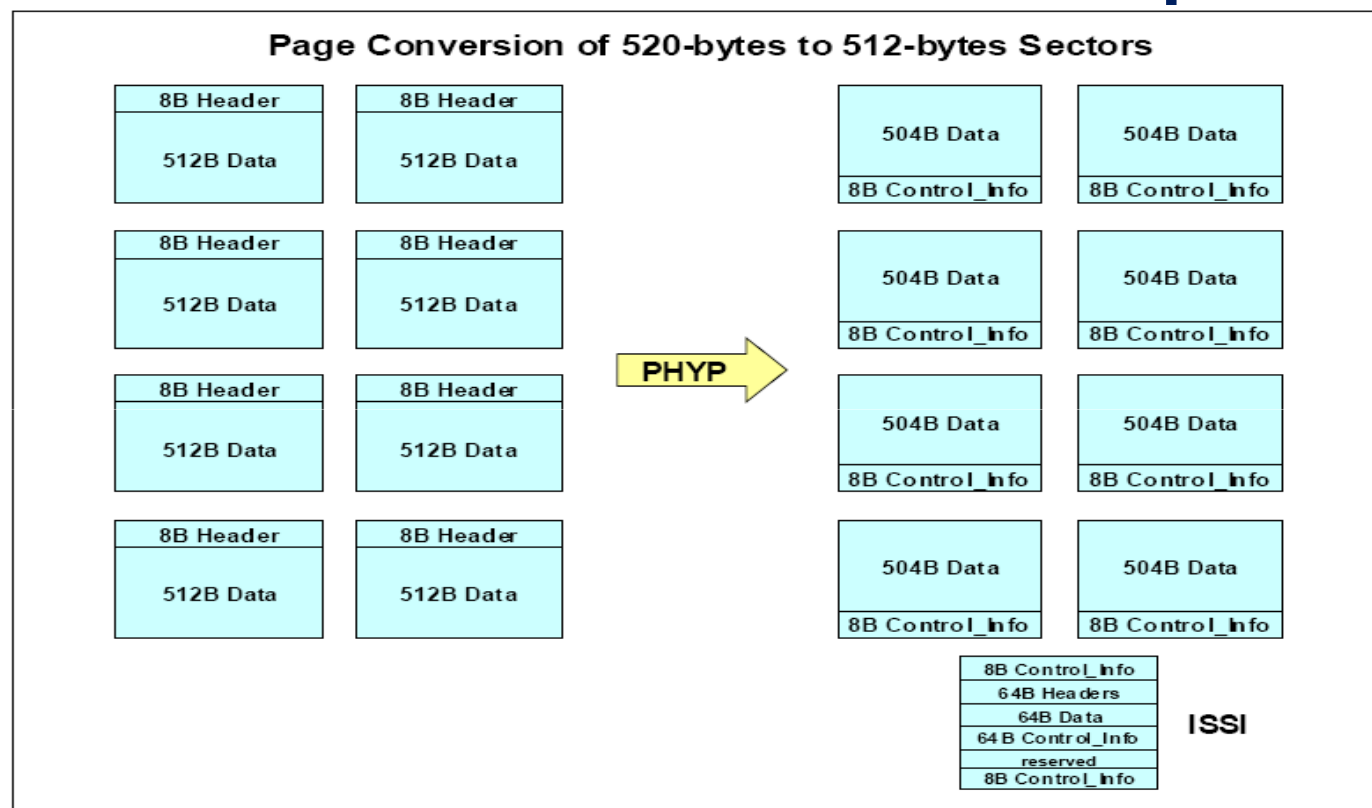 Page Conversion of 520-bytes to 512-bytes Sectors
8B Header
8B Header
504B Data
504B Data
512B Data
512B Data
8B Control_Info
8B Control_Info
8B Header
8B Header
504B Data
504B Data
512B Data
512B Data
8B Control_Info
8B Control_Info
PHYP
8B Header
8B Header
504B Data
504B Data
512B Data
512B Data
8B Control_Info
8B Control_Info
8B Header
8B Header
504B Data
504B Data
512B Data
512B Data
8B Control_Info
8B Control_Info
8B Control_Info
64B Headers
64B Data
ISSI
64B Control_Info
reserved
8B Control_Info